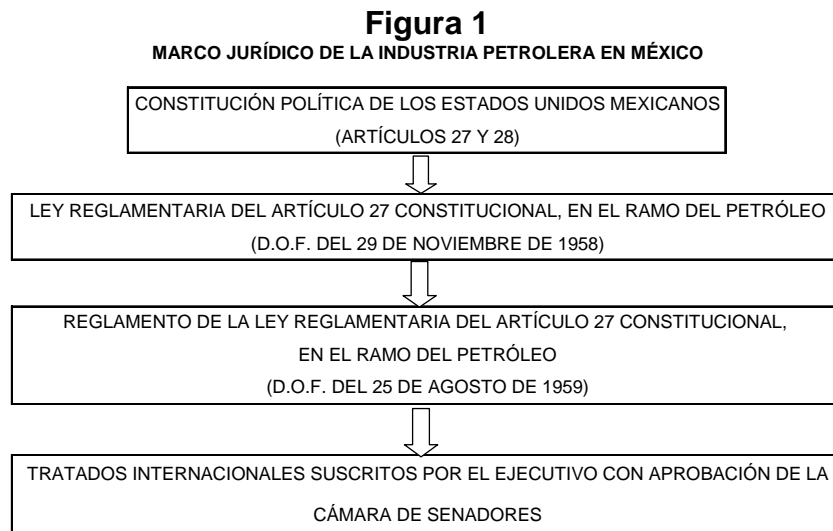 Figura 1
MARCO JURÍDICO DE LA INDUSTRIA PETROLERA EN MÉXICO
CONSTITUCIÓN POLÍTICA DE LOS ESTADOS UNIDOS MEXICANOS
(ARTÍCULOS 27 Y 28)
LEY REGLAMENTARIA DEL ARTÍCULO 27 CONSTITUCIONAL, EN EL RAMO DEL PETRÓLEO
(D.O.F. DEL 29 DE NOVIEMBRE DE 1958)
REGLAMENTO DE LA LEY REGLAMENTARIA DEL ARTÍCULO 27 CONSTITUCIONAL,
EN EL RAMO DEL PETRÓLEO
(D.O.F. DEL 25 DE AGOSTO DE 1959)
TRATADOS INTERNACIONALES SUSCRITOS POR EL EJECUTIVO CON APROBACIÓN DE LA
CÁMARA DE SENADORES